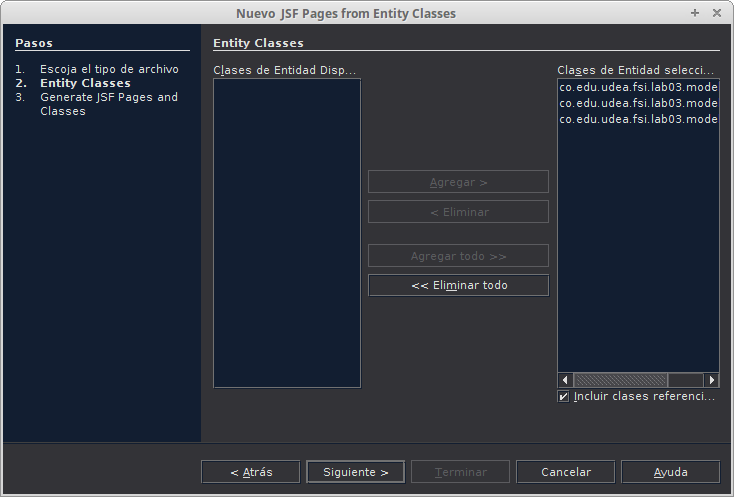 Nuevo JSF Pages from Entity Classes
Pasos
1. Escoja el tipo de archivo
2. Entity Classes
3. Generate JSF Pages and
Classes
Entity Classes
Clases de Entidad Disp...
Agregar >
< Eliminar
Agregar todo >>
<< Eliminar todo
Clases de Entidad selecci...
co.edu.udea.fsi.lab03.mode
co.edu.udea.fsi.lab03.mode
co.edu.udea.fsi.lab03.mode
Incluir clases referenci...
< Atrás
Siguiente >
Terminar
Cancelar
Ayuda